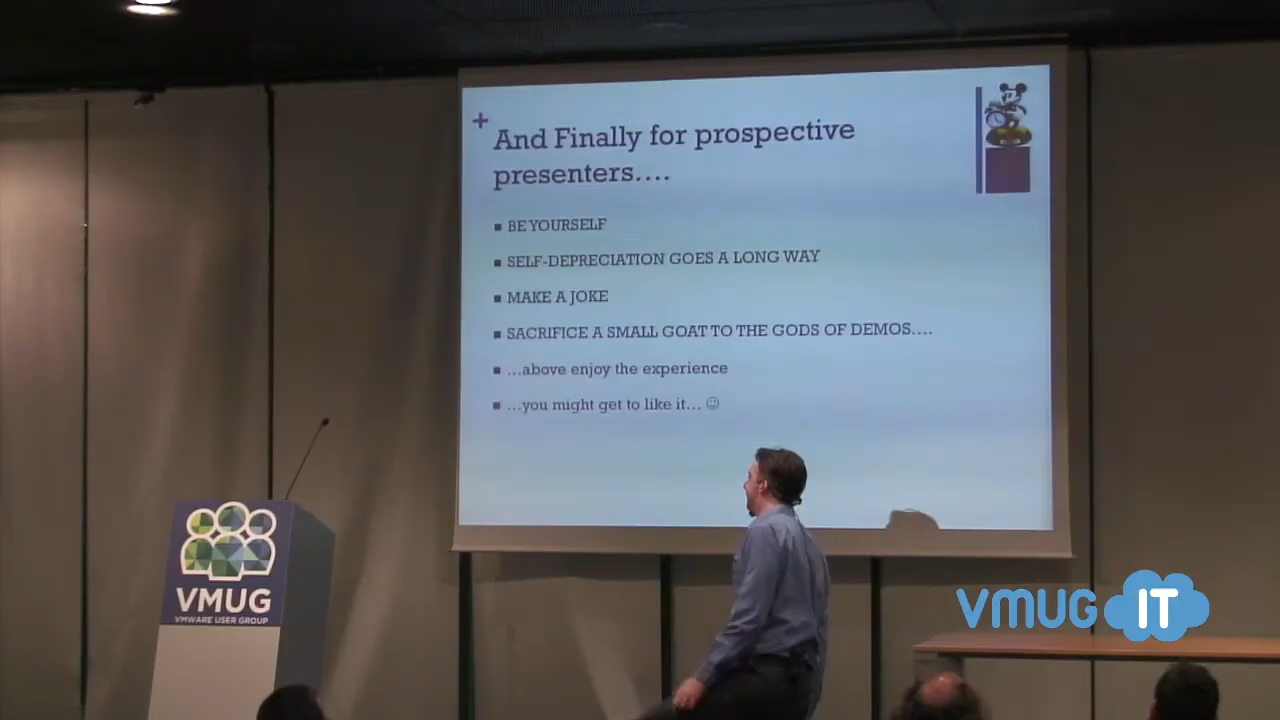 +
And Finally for prospective
presenters....
BE YOURSELF
SELF-DEPRECIATION GOES A LONG WAY
MAKE A JOKE
SACRIFICE A SMALL GOAT TO THE GODS OF DEMOS....
...above enjoy the experience
...you might get to like it... ☺
VMUG
VMWARE USER GROUP
VMUG IT